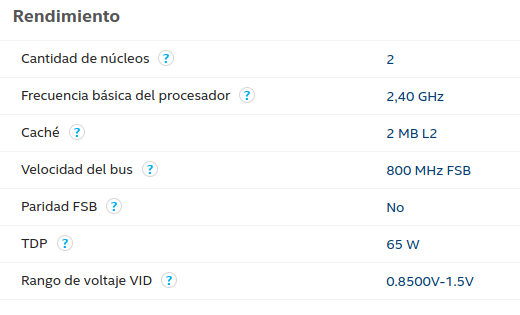 Rendimiento
Cantidad de núcleos ? 2
Frecuencia básica del procesador ? 2,40 GHz
Caché ? 2 MB L2
Velocidad del bus ? 800 MHz FSB
Paridad FSB ? No
TDP ? 65 W
Rango de voltaje VID ? 0.8500V-1.5V